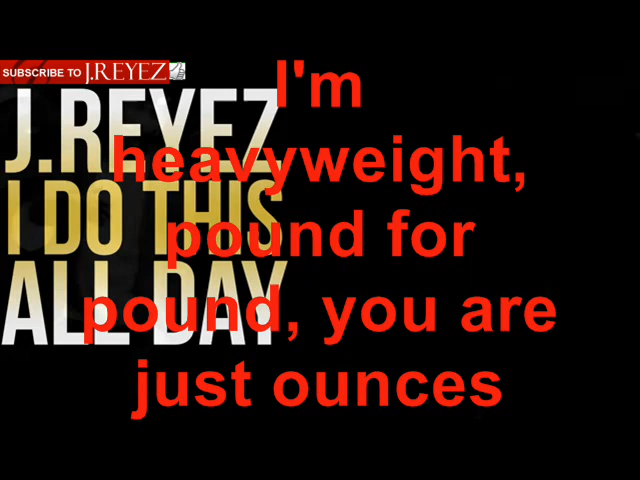 SUBSCRIBE TO J.REYEZ
J.REYEZ
I DO THIS
ALL DAY
I'm
heavyweight,
pound for
pound, you are
just ounces